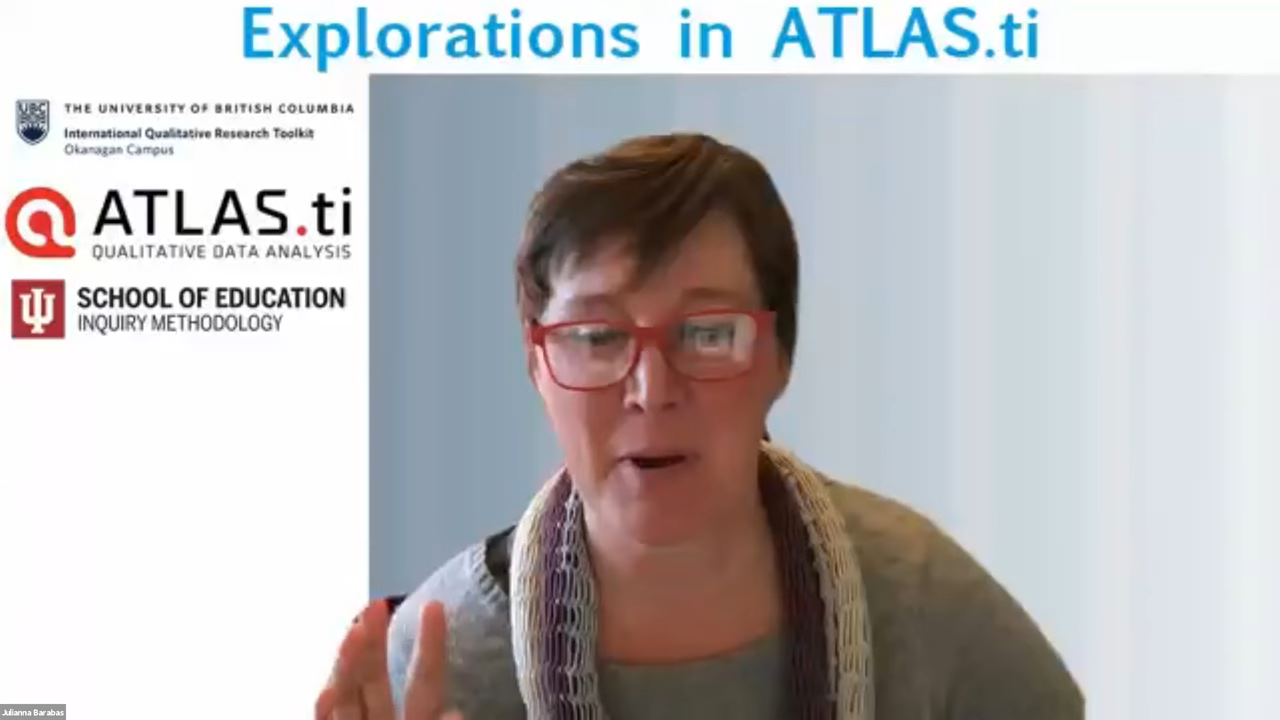 Explorations in ATLAS.ti
UBC
THE UNIVERSITY OF BRITISH COLUMBIA
International Qualitative Research Toolkit
Okanagan Campus
ATLAS.ti
QUALITATIVE DATA ANALYSIS
SCHOOL OF EDUCATION
INQUIRY METHODOLOGY
Julianna Barabas